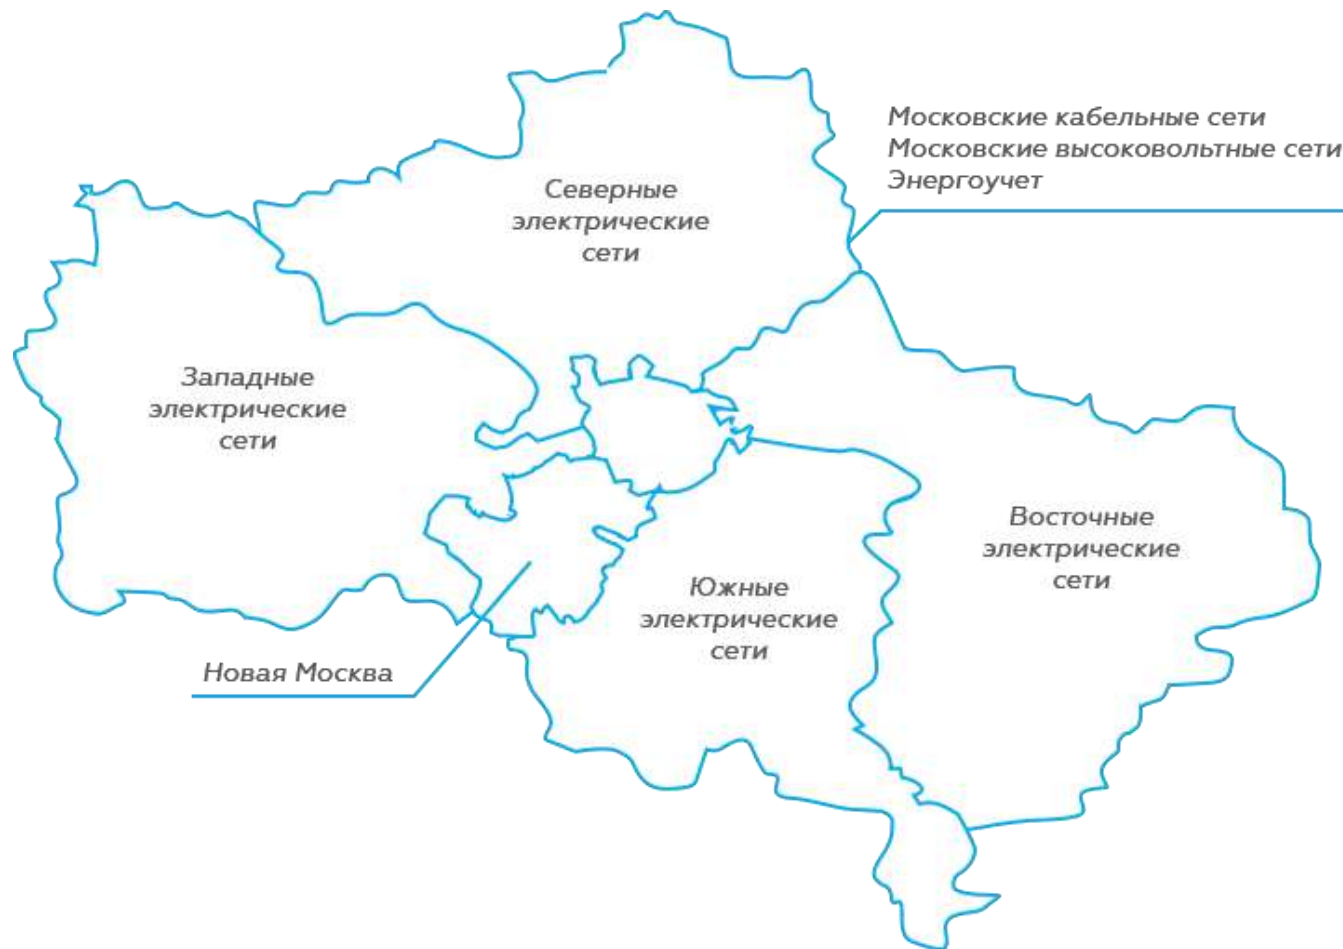 Московские кабельные сети
Московские высоковольтные сети
Энергоучет
Северные
электрические
сети
Западные
электрические
сети
Восточные
электрические
сети
Южные
электрические
сети
Новая Москва